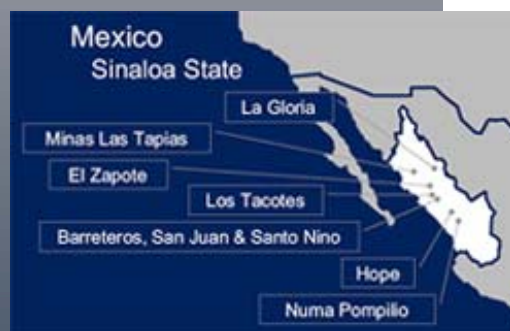 Mexico
Sinaloa State
La Gloria
Minas Las Tapias
El Zapote
Los Tacotes
Barreteros, San Juan & Santo Nino
Hope
Numa Pompilio